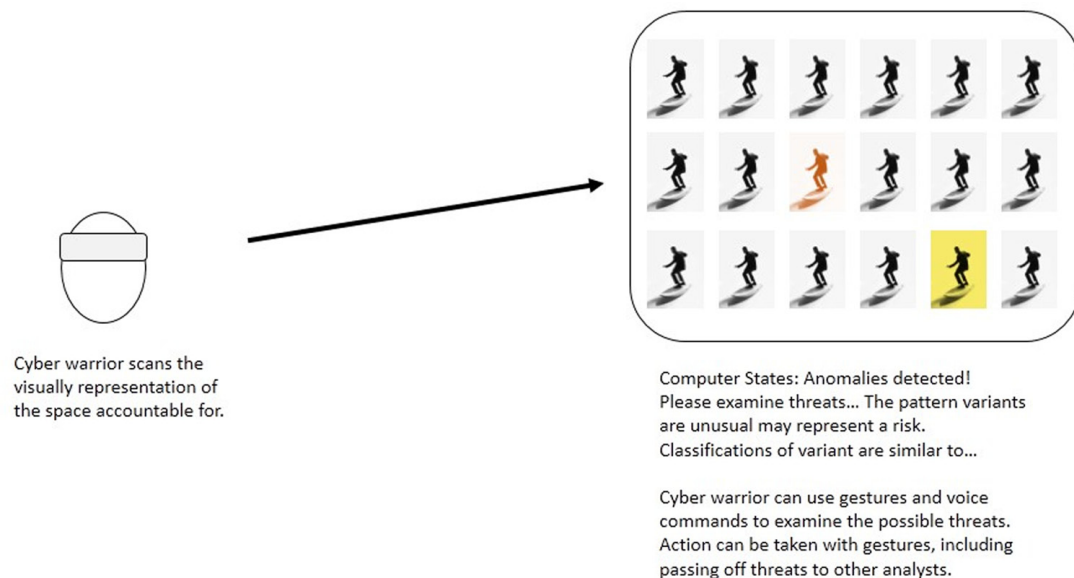 Cyber warrior scans the
visually representation of
the space accountable for.
Computer States: Anomalies detected!
Please examine threats... The pattern variants
are unusual may represent a risk.
Classifications of variant are similar to...
Cyber warrior can use gestures and voice
commands to examine the possible threats.
Action can be taken with gestures, including
passing off threats to other analysts.